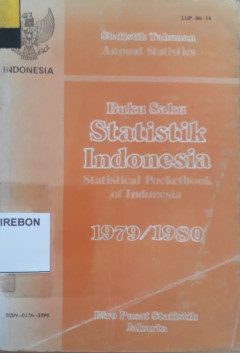 Statistik Tahunan
Annual Statistics
INDONESIA
Buku Saku
Statistik
Indonesia
Statistical Pocketbook
of Indonesia
1979/1980
IREBON
Biro Pusat Statistik
Jakarta